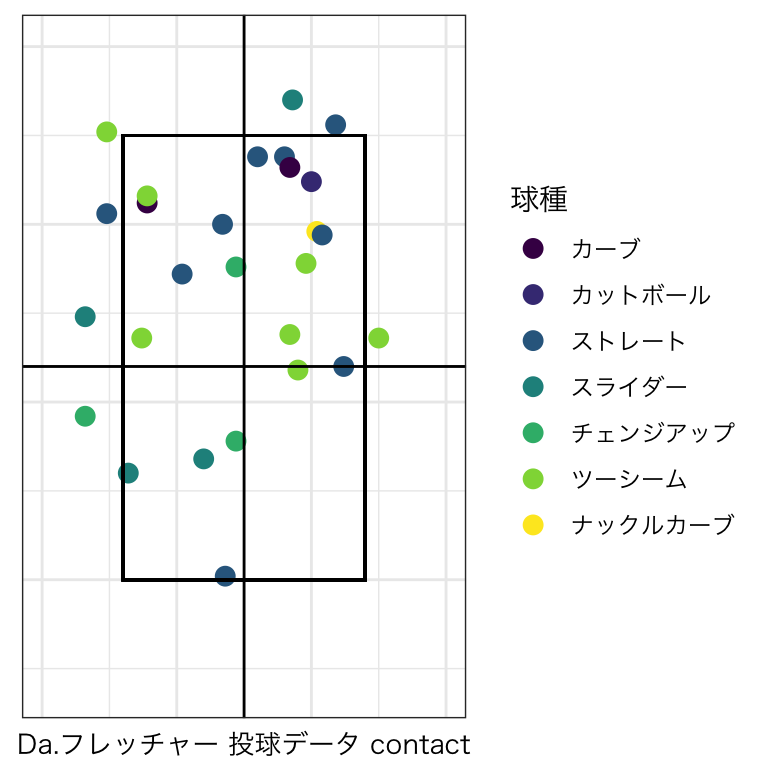 球種
カーブ
カットボール
ストレート
スライダー
チェンジアップ
ツーシーム
ナックルカーブ
Da.フレッチャー 投球データ contact